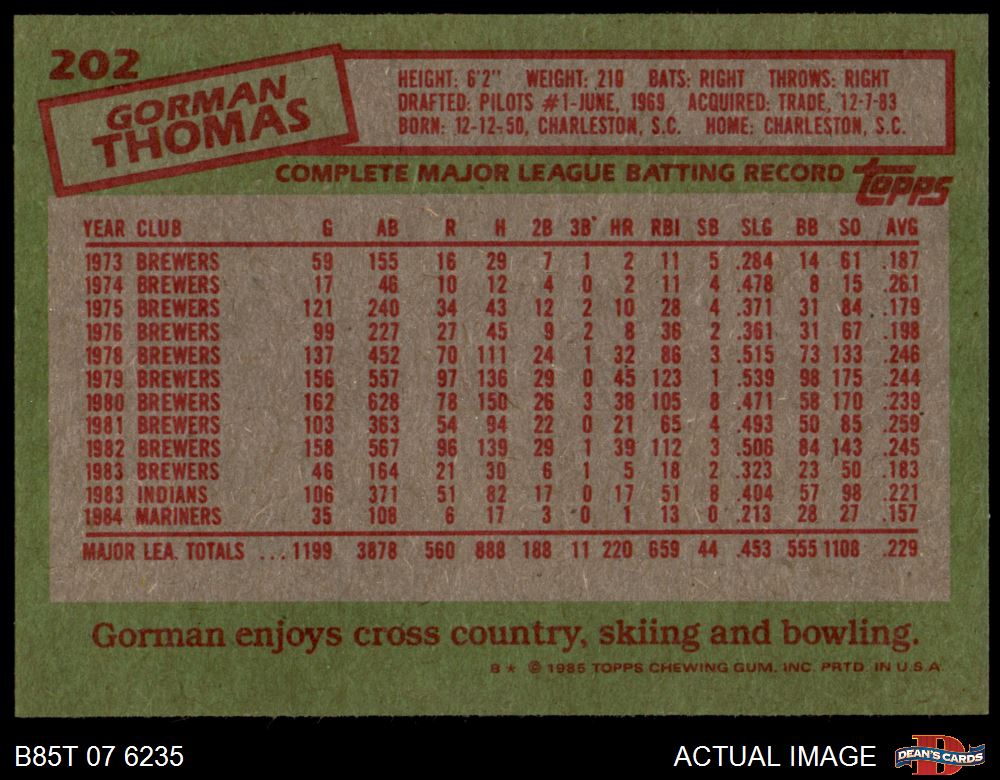 202
GORMAN
THOMAS
HEIGHT: 6'2" WEIGHT: 210 BATS: RIGHT THROWS: RIGHT
DRAFTED: PILOTS #1-JUNE, 1969 ACQUIRED: TRADE, 12-7-83
BORN: 12-12-50, CHARLESTON, S.C. HOME: CHARLESTON, S.C.
COMPLETE MAJOR LEAGUE BATTING RECORD topps
YEAR CLUB G AB R H 2B 3B HR RBI SB SLG BB SO AVG
1973 BREWERS 59 155 16 29 7 1 2 11 5 .284 14 61 .187
1974 BREWERS 17 46 10 12 4 0 2 11 4 .478 8 15 .261
1975 BREWERS 121 240 34 43 12 2 10 28 4 .371 31 84 .179
1976 BREWERS 99 227 27 45 9 2 8 36 2 .361 31 67 .198
1978 BREWERS 137 452 70 111 24 1 32 86 3 .515 73 133 .246
1979 BREWERS 156 557 97 136 29 0 45 123 1 .539 98 175 .244
1980 BREWERS 162 628 78 150 26 3 38 105 8 .471 58 170 .239
1981 BREWERS 103 363 54 94 22 0 21 65 4 .493 50 85 .259
1982 BREWERS 158 567 96 139 29 1 39 112 3 .506 84 143 .245
1983 BREWERS 46 164 21 30 6 1 5 18 2 .323 23 50 .183
1983 INDIANS 106 371 51 82 17 0 17 51 8 .404 57 98 .221
1984 MARINERS 35 108 6 17 3 0 1 13 0 .213 28 27 .157
MAJOR LEA. TOTALS ... 1199 3878 560 888 188 11 220 659 44 .453 555 1108 .229
Gorman enjoys cross country, skiing and bowling.
B* © 1985 TOPPS CHEWING GUM, INC. PRTD. IN U.S.A.
B85T 07 6235 ACTUAL IMAGE DEAN'S CARDS